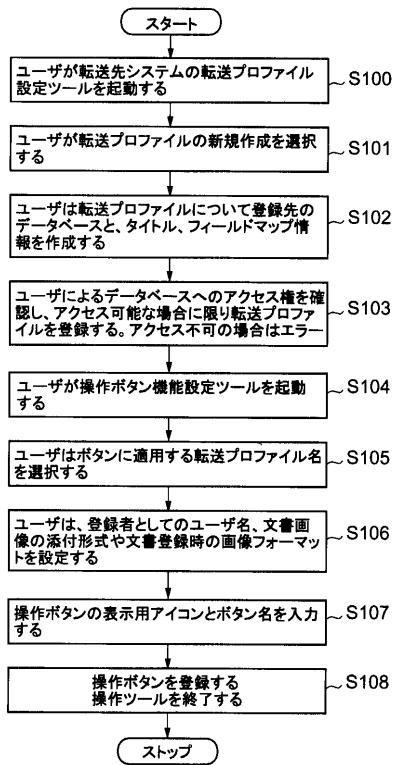 スタート
ユーザが転送先システムの転送プロファイル
設定ツールを起動する
S100
ユーザが転送プロファイルの新規作成を選択
する
S101
ユーザは転送プロファイルについて登録先の
データベースと、タイトル、フィールドマップ情
報を作成する
S102
ユーザによるデータベースへのアクセス権を確
認し、アクセス可能な場合に限り転送プロファ
イルを登録する。アクセス不可の場合はエラー
S103
ユーザが操作ボタン機能設定ツールを起動
する
S104
ユーザはボタンに適用する転送プロファイル名
を選択する
S105
ユーザは、登録者としてのユーザ名、文書画
像の添付形式や文書登録時の画像フォーマッ
トを設定する
S106
操作ボタンの表示用アイコンとボタン名を入力
する
S107
操作ボタンを登録する
操作ツールを終了する
S108
ストップ